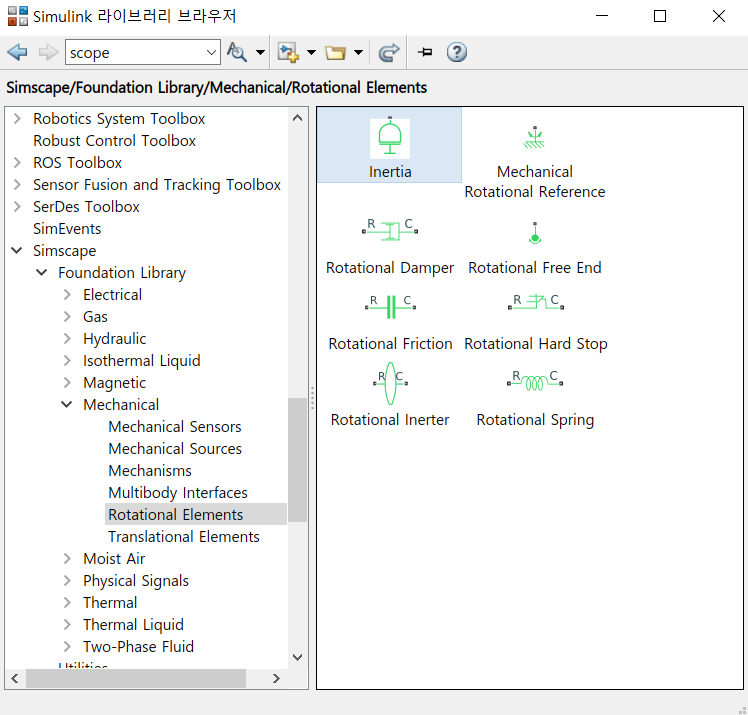 Simulink 라이브러리 브라우저
scope
Simscape/Foundation Library/Mechanical/Rotational Elements
Robotics System Toolbox
Robust Control Toolbox
ROS Toolbox
Sensor Fusion and Tracking Toolbox
SerDes Toolbox
SimEvents
Simscape
Foundation Library
Electrical
Gas
Hydraulic
Isothermal Liquid
Magnetic
Mechanical
Mechanical Sensors
Mechanical Sources
Mechanisms
Multibody Interfaces
Rotational Elements
Translational Elements
Moist Air
Physical Signals
Thermal
Thermal Liquid
Two-Phase Fluid
Utilities
Inertia
Mechanical
Rotational Reference
R C
Rotational Damper
Rotational Free End
R C
Rotational Friction
R C
Rotational Hard Stop
R C
Rotational Inerter
R C
Rotational Spring